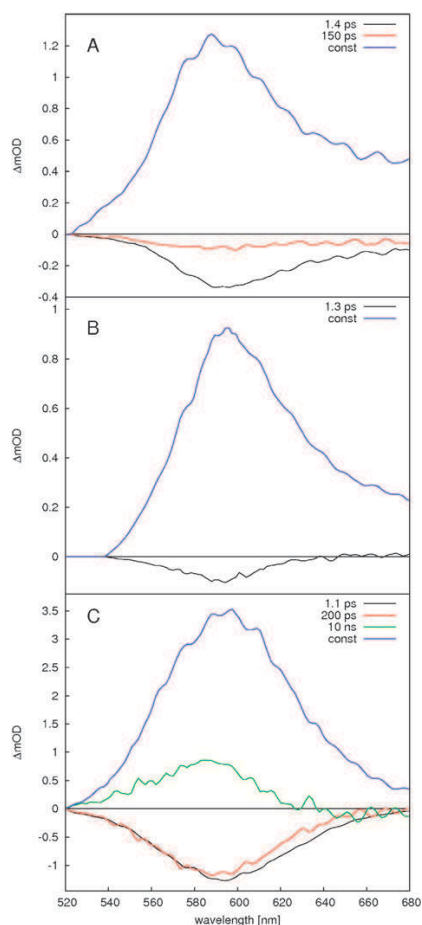 A
1.4 ps
150 ps
const
1.2
1
0.8
0.6
0.4
0.2
0
-0.2
-0.4
ΔmOD
B
1.3 ps
const
1
0.8
0.6
0.4
0.2
0
ΔmOD
C
1.1 ps
200 ps
10 ns
const
3.5
3
2.5
2
1.5
1
0.5
0
-0.5
-1
ΔmOD
520 540 560 580 600 620 640 660 680
wavelength [nm]